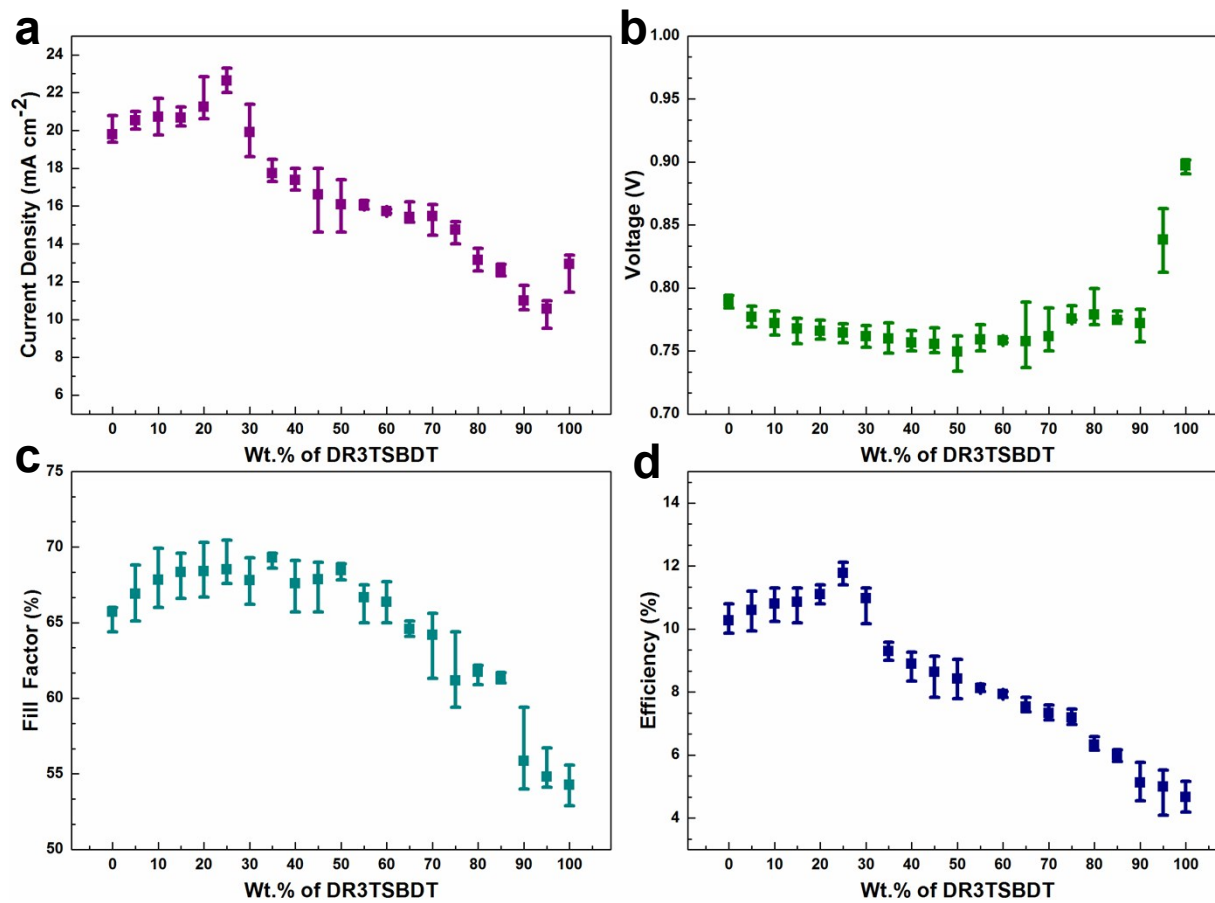 a
24
22
20
18
16
14
12
10
8
6
Current Density (mA cm⁻²)
0 10 20 30 40 50 60 70 80 90 100
Wt.% of DR3TSBDT
b
1.00
0.95
0.90
0.85
0.80
0.75
0.70
Voltage (V)
0 10 20 30 40 50 60 70 80 90 100
Wt.% of DR3TSBDT
c
75
70
65
60
55
50
Fill Factor (%)
0 10 20 30 40 50 60 70 80 90 100
Wt.% of DR3TSBDT
d
14
12
10
8
6
4
Efficiency (%)
0 10 20 30 40 50 60 70 80 90 100
Wt.% of DR3TSBDT